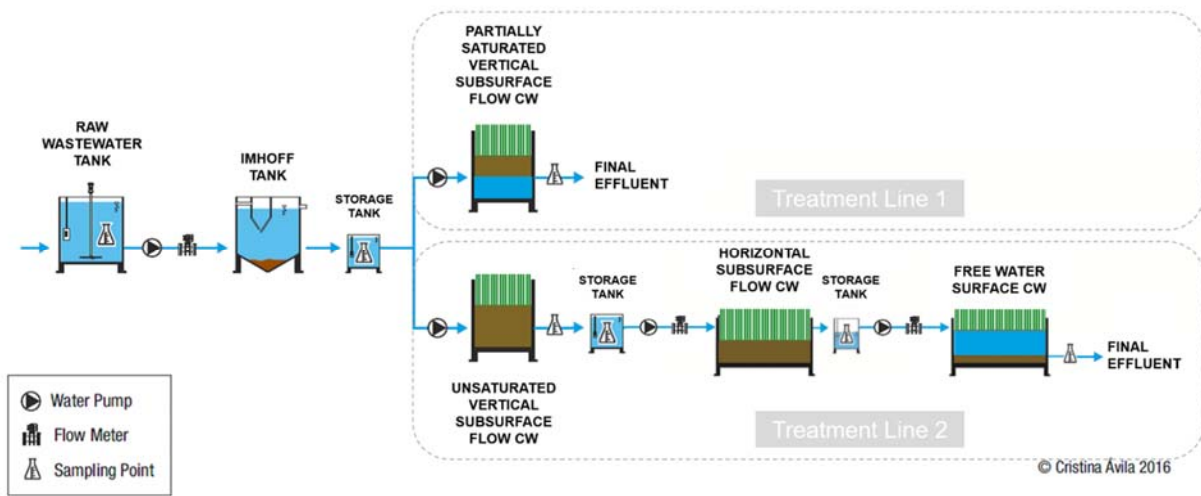 RAW
WASTEWATER
TANK
IMHOFF
TANK
STORAGE
TANK
PARTIALLY
SATURATED
VERTICAL
SUBSURFACE
FLOW CW
FINAL
EFFLUENT
Treatment Line 1
UNSATURATED
VERTICAL
SUBSURFACE
FLOW CW
STORAGE
TANK
HORIZONTAL
SUBSURFACE
FLOW CW
STORAGE
TANK
FREE WATER
SURFACE CW
FINAL
EFFLUENT
Treatment Line 2
Water Pump
Flow Meter
Sampling Point
© Cristina Ávila 2016